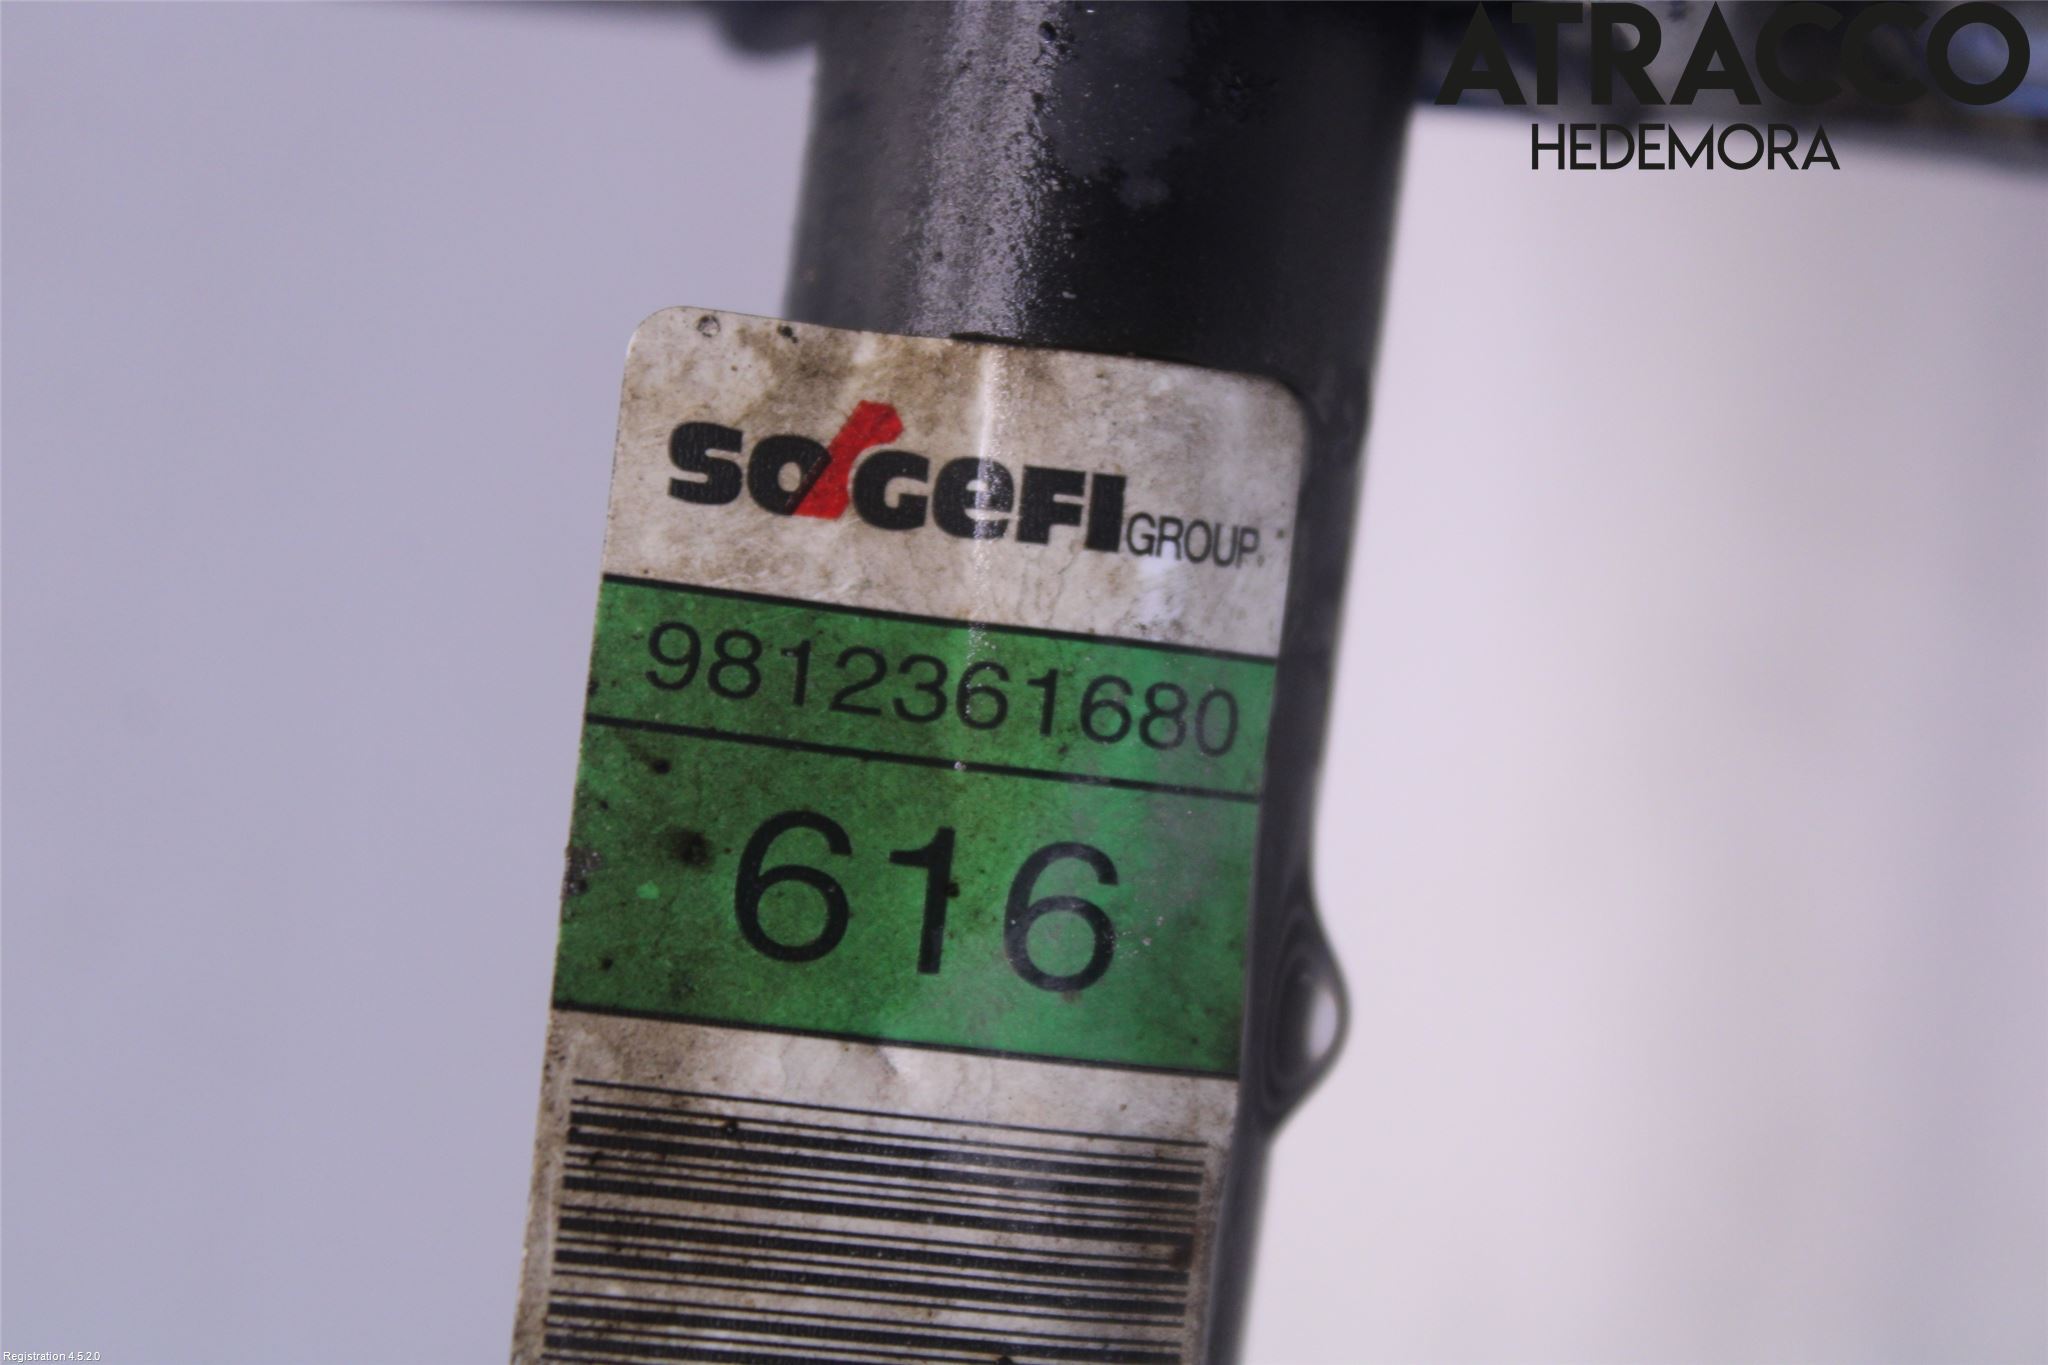 ATRACCO
HEDEMORA
SOGEFI GROUP
9812361680
616
Registration 4.5.2.0